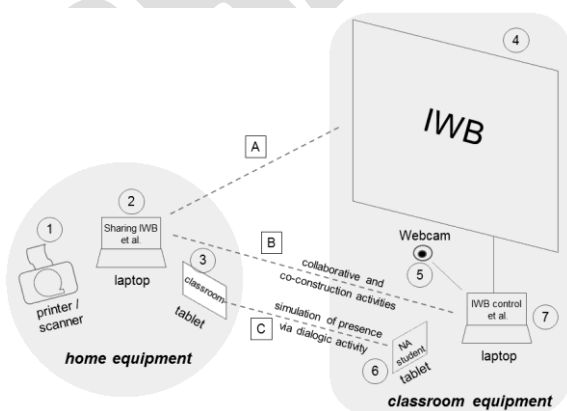 4
IWB
A
2
1
Sharing IWB
et al.
B
3
Webcam
laptop
classroom
collaborative and
co-construction activities
5
printer /
scanner
tablet
C
simulation of presence
via dialogic activity
IWB control
et al.
7
NA
student
6
tablet
laptop
home equipment
classroom equipment